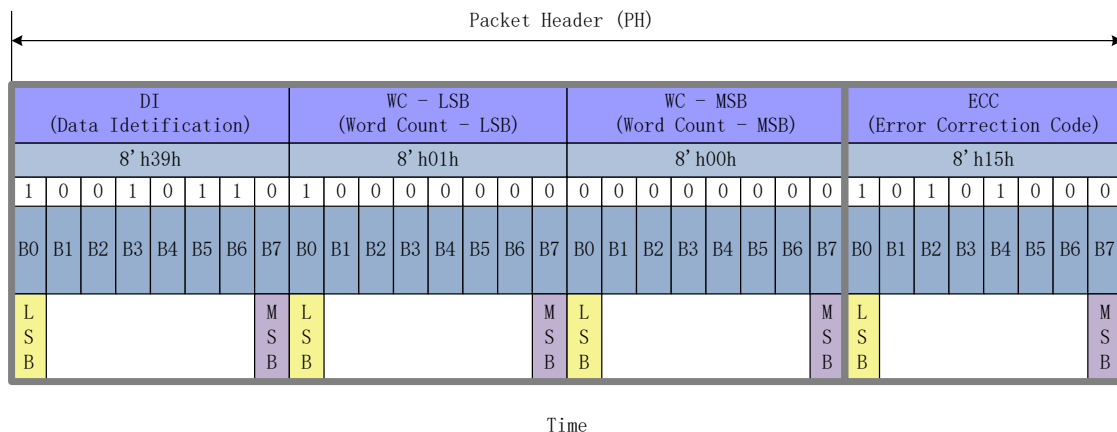 Packet Header (PH)
DI WC - LSB WC - MSB ECC
(Data Idetification) (Word Count - LSB) (Word Count - MSB) (Error Correction Code)
8'h39h 8'h01h 8'h00h 8'h15h
1 0 0 1 0 1 1 0 1 0 0 0 0 0 0 0 0 0 0 0 0 0 0 0 1 0 1 0 1 0 0 0
B0 B1 B2 B3 B4 B5 B6 B7 B0 B1 B2 B3 B4 B5 B6 B7 B0 B1 B2 B3 B4 B5 B6 B7 B0 B1 B2 B3 B4 B5 B6 B7
L M L M L M L M
S S S S S S S S
B B B B B B B B
Time